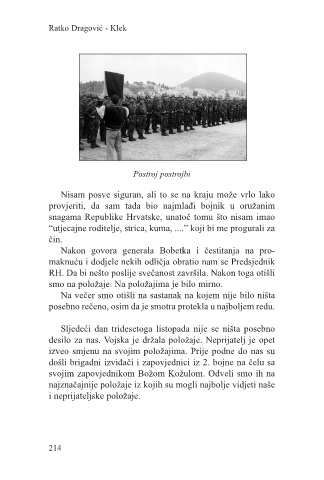 Ratko Dragović - Klek
Postroj postrojbi
Nisam posve siguran, ali to se na kraju može vrlo lako
provjeriti, da sam tada bio najmlađi bojnik u oružanim
snagama Republike Hrvatske, unatoč tomu što nisam imao
“utjecajne roditelje, strica, kuma, ....” koji bi me progurali za
čin.
Nakon govora generala Bobetka i čestitanja na pro-
maknuću i dodjele nekih odličja obratio nam se Predsjednik
RH. Da bi nešto poslije svečanost završila. Nakon toga otišli
smo na položaje. Na položajima je bilo mirno.
Na večer smo otišli na sastanak na kojem nije bilo ništa
posebno rečeno, osim da je smotra protekla u najboljem redu.
Sljedeći dan tridesetoga listopada nije se ništa posebno
desilo za nas. Vojska je držala položaje. Neprijatelj je opet
izveo smjenu na svojim položajima. Prije podne do nas su
došli brigadni izviđači i zapovjednici iz 2. bojne na čelu sa
svojim zapovjednikom Božom Kožulom. Odveli smo ih na
najznačajnije položaje iz kojih su mogli najbolje vidjeti naše
i neprijateljske položaje.
214